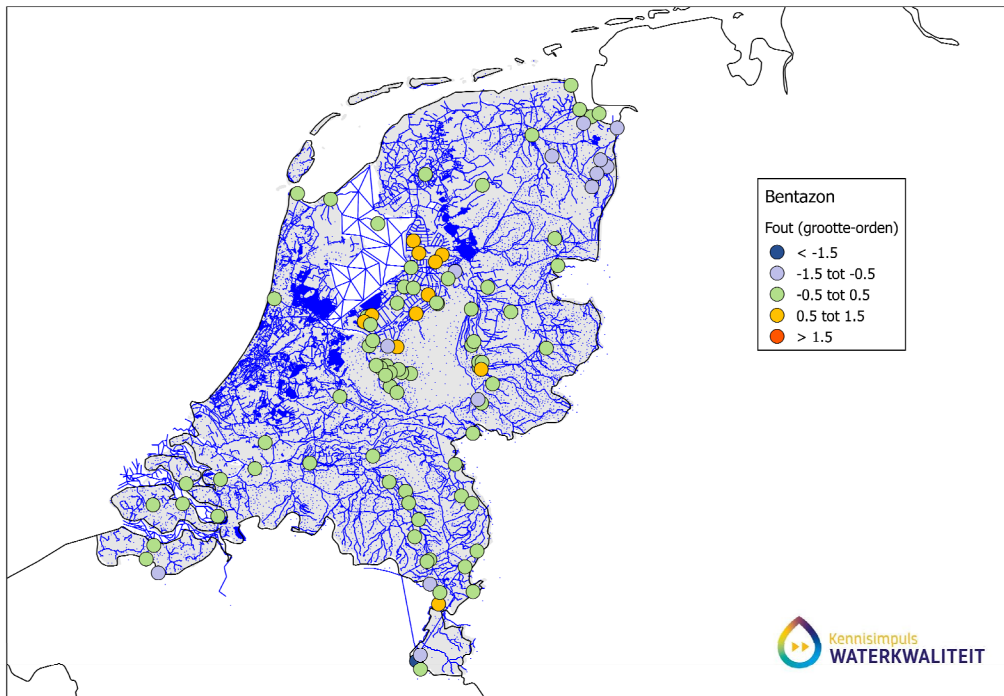 Bentazon
Fout (grootte-orden)
< -1.5
-1.5 tot -0.5
-0.5 tot 0.5
0.5 tot 1.5
> 1.5
Kennisimpuls
WATERKWALITEIT